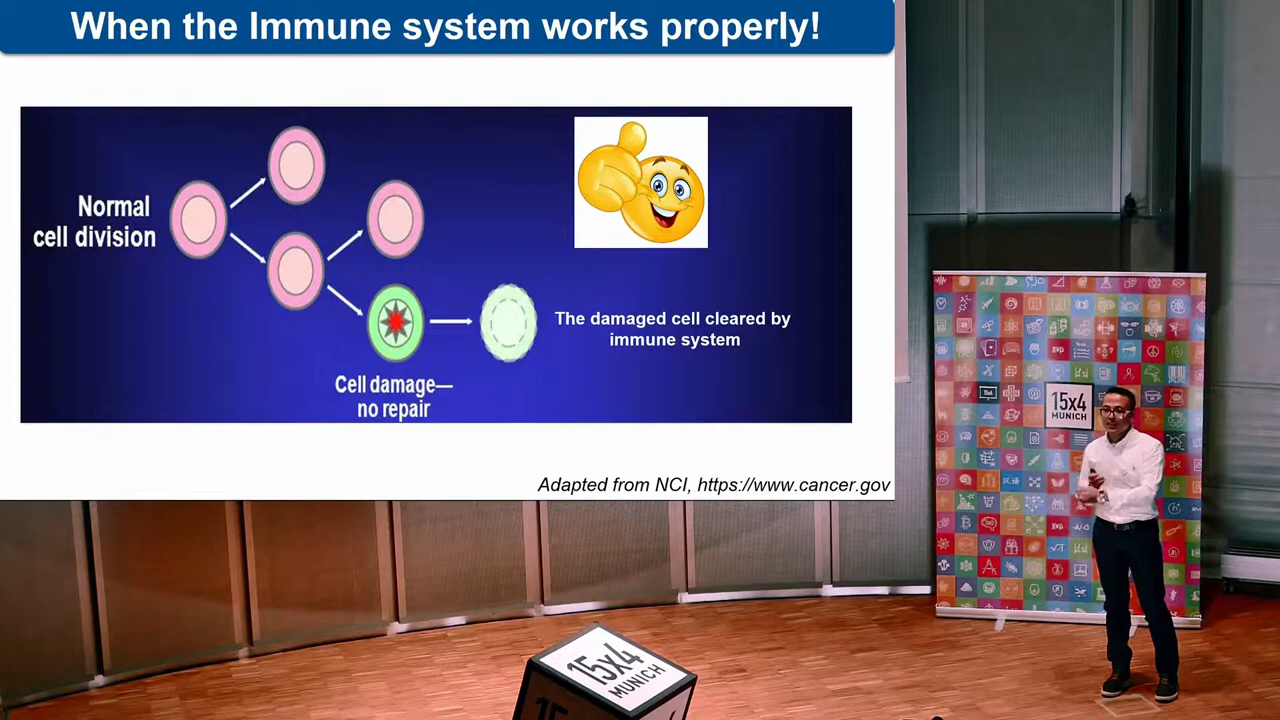 When the Immune system works properly!
Normal
cell division
The damaged cell cleared by
immune system
Cell damage—
no repair
Adapted from NCI, https://www.cancer.gov
15x4
MUNICH
15x4
MUNICH
15